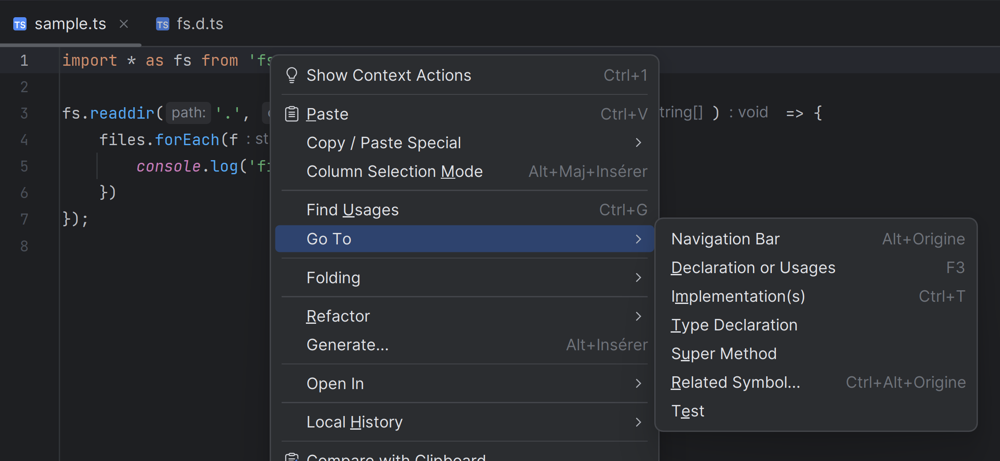 TS sample.ts
TS fs.d.ts
1 import * as fs from 'fs
2
3 fs.readdir( path: '.', tring[] ) : void => {
4 files.forEach(f : st
5 console.log('fi
6 })
7 });
8
Show Context Actions Ctrl+1
Paste Ctrl+V
Copy / Paste Special
Column Selection Mode Alt+Maj+Insérer
Find Usages Ctrl+G
Go To
Folding
Refactor
Generate... Alt+Insérer
Open In
Local History
Compare with Clipboard
Navigation Bar Alt+Origine
Declaration or Usages F3
Implementation(s) Ctrl+T
Type Declaration
Super Method
Related Symbol... Ctrl+Alt+Origine
Test